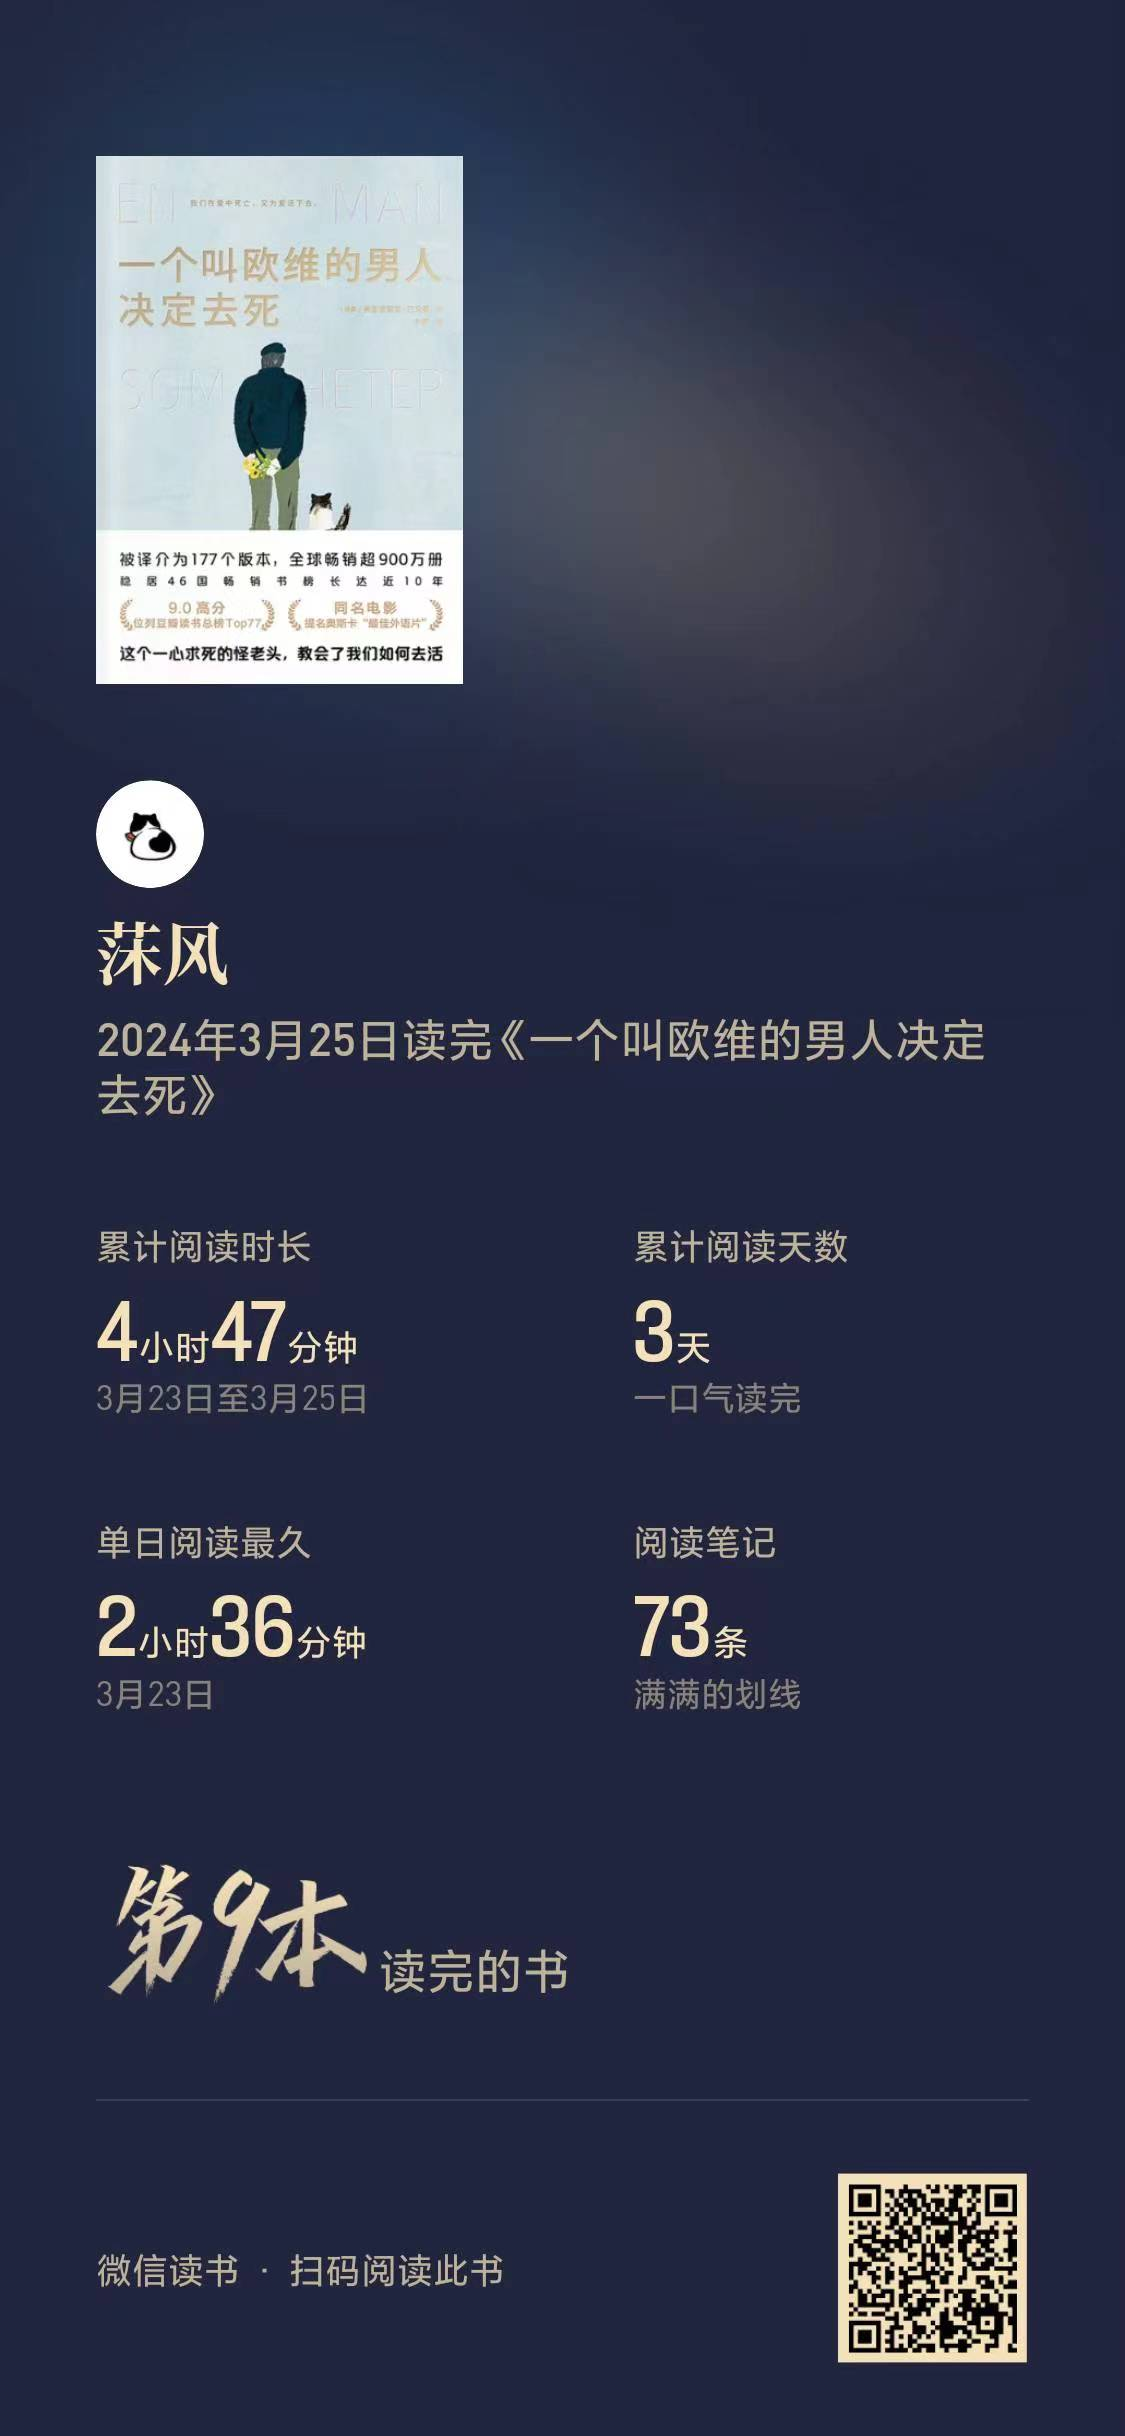 EN MAN
我们在爱中死亡，又为爱活下去。
一个叫欧维的男人
决定去死
SOM HETER
被译介为177个版本，全球畅销超900万册
隐居46国畅销书榜长达近10年
9.0高分
位列豆瓣读书总榜Top77
同名电影
提名奥斯卡“最佳外语片”
这个一心求死的怪老头，教会了我们如何去活
莯风
2024年3月25日读完《一个叫欧维的男人决定
去死》
累计阅读时长
4小时47分钟
3月23日至3月25日
累计阅读天数
3天
一口气读完
单日阅读最久
2小时36分钟
3月23日
阅读笔记
73条
满满的划线
第9本 读完的书
微信读书 · 扫码阅读此书